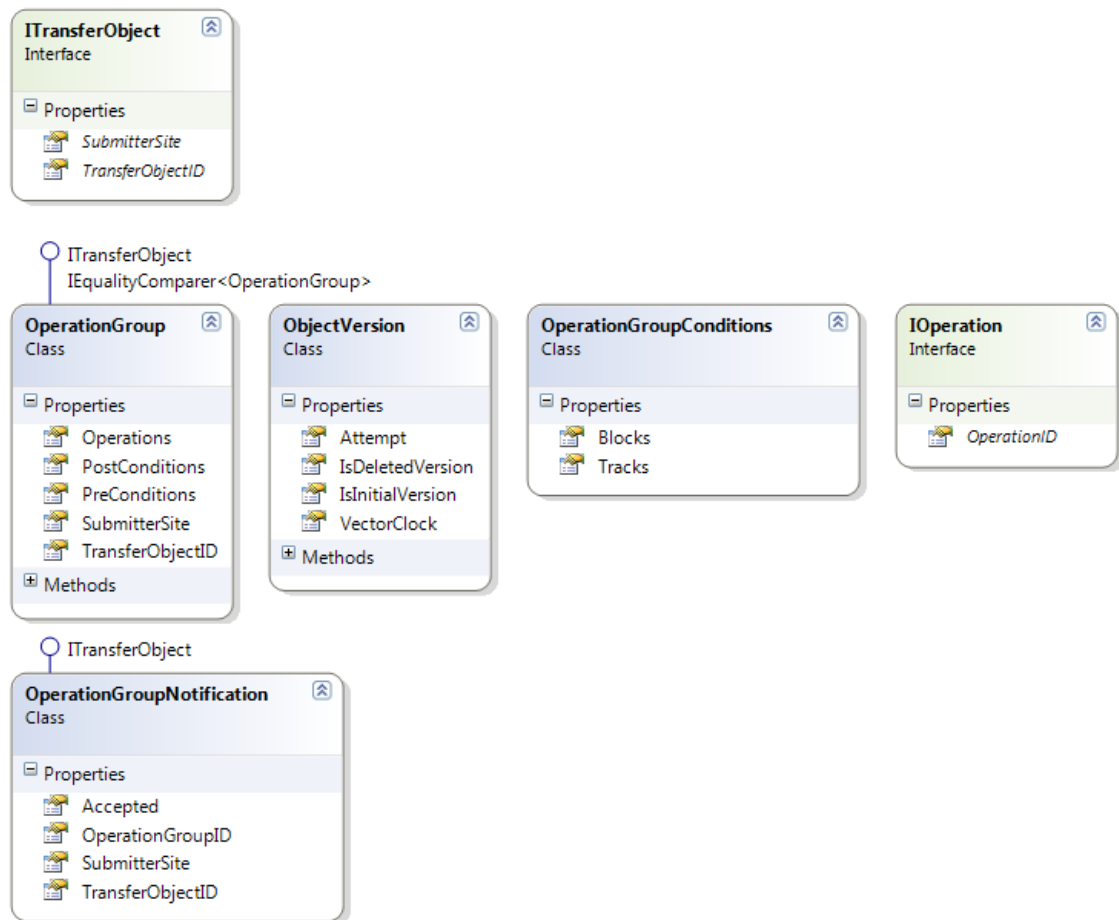 ITransferObject
Interface
Properties
SubmitterSite
TransferObjectID
ITransferObject
IEqualityComparer<OperationGroup>
OperationGroup
Class
Properties
Operations
PostConditions
PreConditions
SubmitterSite
TransferObjectID
Methods
ObjectVersion
Class
Properties
Attempt
IsDeletedVersion
IsInitialVersion
VectorClock
Methods
OperationGroupConditions
Class
Properties
Blocks
Tracks
IOperation
Interface
Properties
OperationID
ITransferObject
OperationGroupNotification
Class
Properties
Accepted
OperationGroupID
SubmitterSite
TransferObjectID